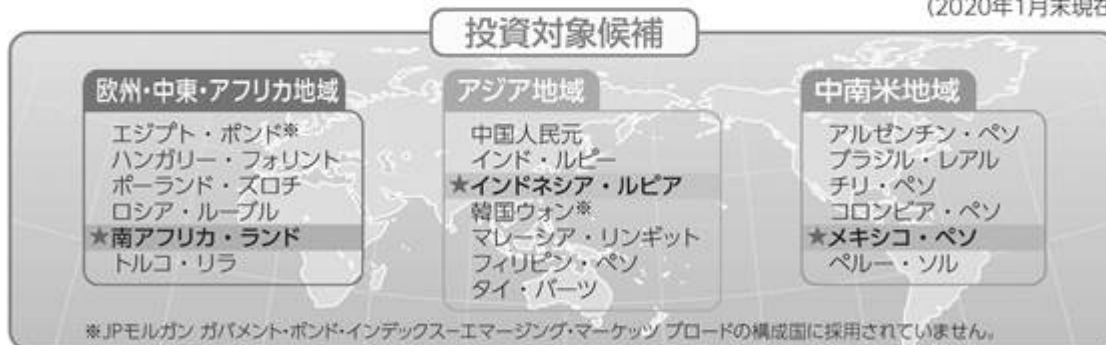 (2020年1月末現在
投資対象候補
欧州・中東・アフリカ地域
エジプト・ポンド※
ハンガリー・フォリント
ポーランド・ズロチ
ロシア・ルーブル
★南アフリカ・ランド
トルコ・リラ
アジア地域
中国人民元
インド・ルピー
★インドネシア・ルピア
韓国ウォン※
マレーシア・リンギット
フィリピン・ペソ
タイ・バーツ
中南米地域
アルゼンチン・ペソ
ブラジル・レアル
チリ・ペソ
コロンビア・ペソ
★メキシコ・ペソ
ペルー・ソル
※JPモルガン ガバメント・ボンド・インデックス－エマージング・マーケッツ ブロードの構成国に採用されていません。